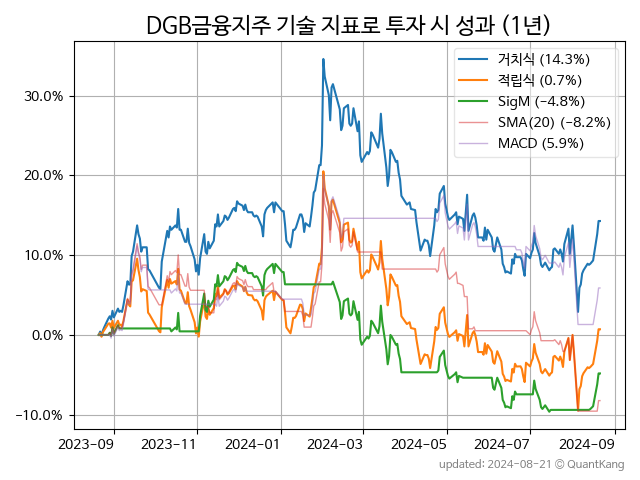 DGB금융지주 기술 지표로 투자 시 성과 (1년)
거치식 (14.3%)
적립식 (0.7%)
SigM (−4.8%)
SMA(20) (−8.2%)
MACD (5.9%)
30.0%
20.0%
10.0%
0.0%
−10.0%
2023-09 2023-11 2024-01 2024-03 2024-05 2024-07 2024-09
updated: 2024-08-21 © QuantKang